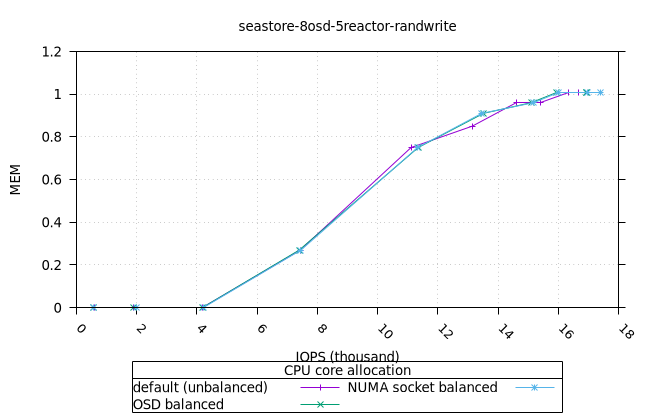 seastore-8osd-5reactor-randwrite
1.2
1
0.8
0.6
0.4
0.2
0
MEM
0 2 4 6 8 10 12 14 16 18
IOPS (thousand)
CPU core allocation
default (unbalanced) NUMA socket balanced
OSD balanced